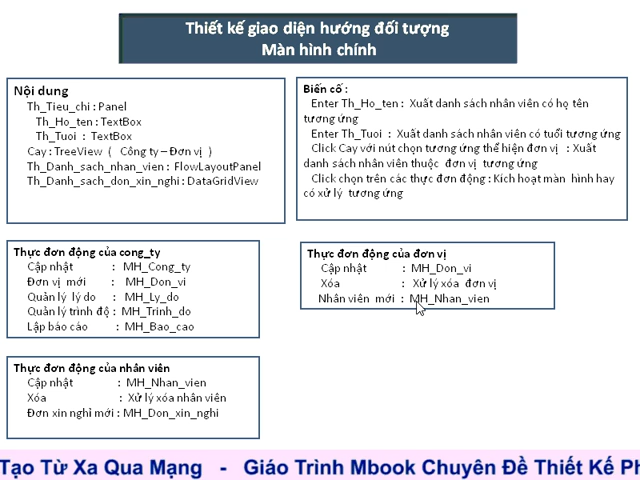 Thiết kế giao diện hướng đối tượng
Màn hình chính
Nội dung
Th_Tieu_chi : Panel
Th_Ho_ten : TextBox
Th_Tuoi : TextBox
Cay : TreeView ( Công ty – Đơn vị )
Th_Danh_sach_nhan_vien : FlowLayoutPanel
Th_Danh_sach_don_xin_nghi : DataGridView
Biến cố :
Enter Th_Ho_ten : Xuất danh sách nhân viên có họ tên
tương ứng
Enter Th_Tuoi : Xuất danh sách nhân viên có tuổi tương ứng
Click Cay với nút chọn tương ứng thể hiện đơn vị : Xuất
danh sách nhân viên thuộc đơn vị tương ứng
Click chọn trên các thực đơn động : Kích hoạt màn hình hay
có xử lý tương ứng
Thực đơn động của cong_ty
Cập nhật : MH_Cong_ty
Đơn vị mới : MH_Don_vi
Quản lý lý do : MH_Ly_do
Quản lý trình độ : MH_Trinh_do
Lập báo cáo : MH_Bao_cao
Thực đơn động của đơn vị
Cập nhật : MH_Don_vi
Xóa : Xử lý xóa đơn vị
Nhân viên mới : MH_Nhan_vien
Thực đơn động của nhân viên
Cập nhật : MH_Nhan_vien
Xóa : Xử lý xóa nhân viên
Đơn xin nghỉ mới : MH_Don_xin_nghi
Tạo Từ Xa Qua Mạng - Giáo Trình Mbook Chuyên Đề Thiết Kế Ph